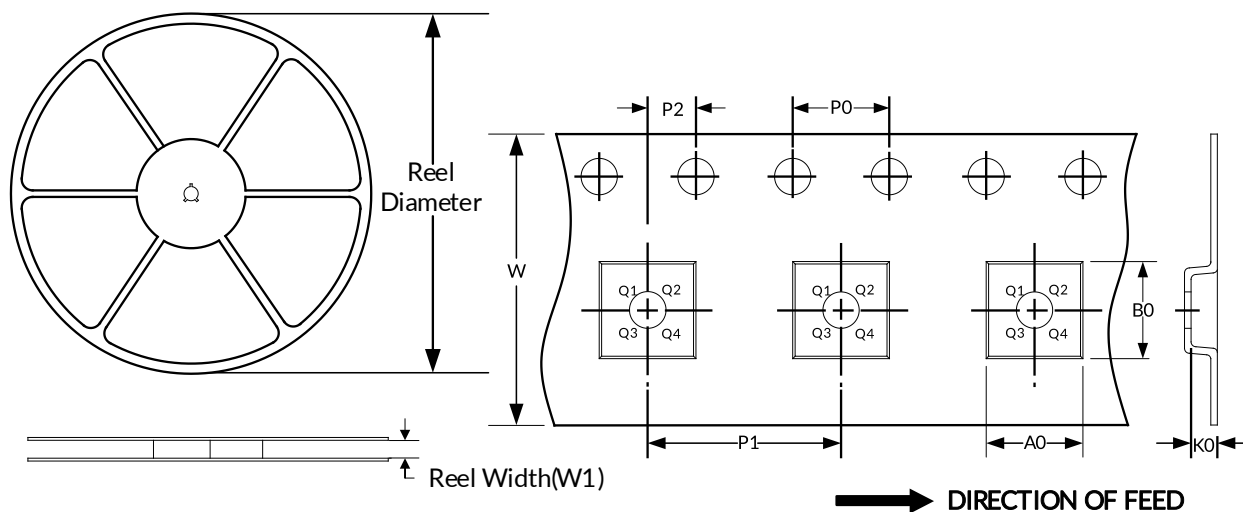 P2
P0
Reel
Diameter
W
Q1 Q2
Q3 Q4
Q1 Q2
Q3 Q4
Q1 Q2
Q3 Q4
B0
P1
A0
K0
Reel Width(W1)
DIRECTION OF FEED